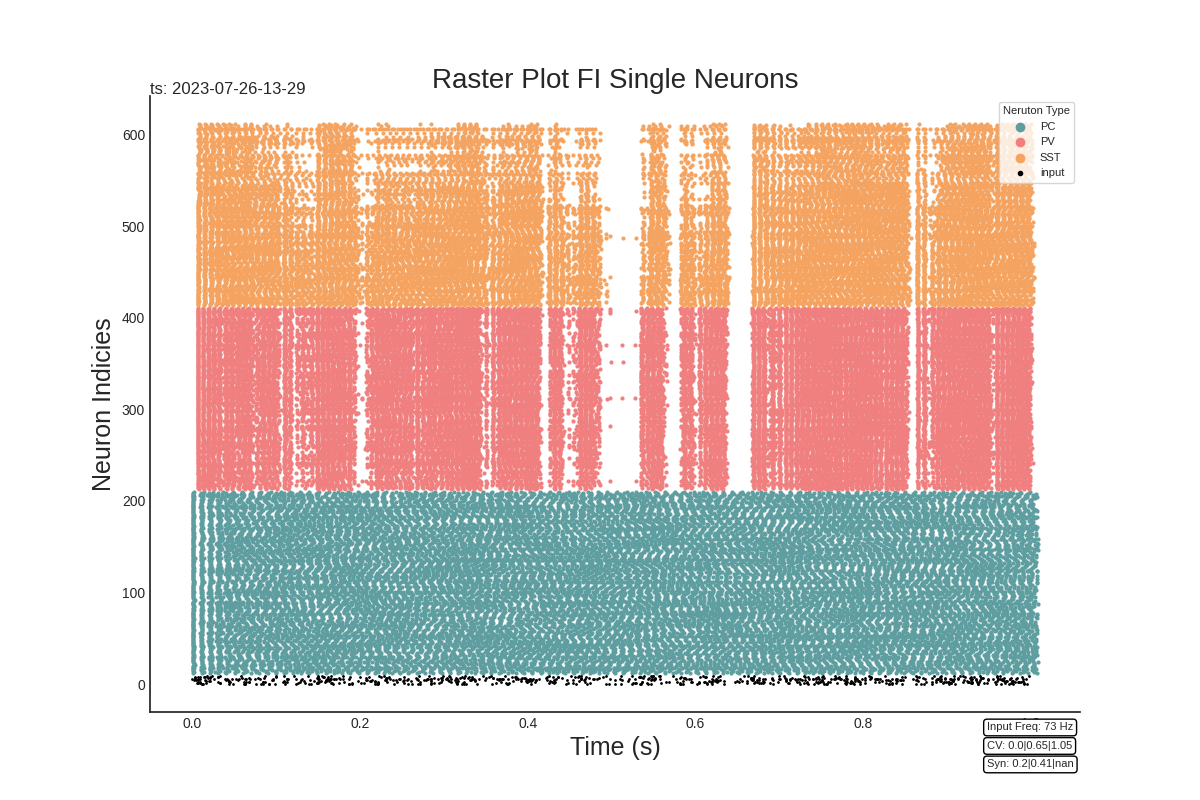 Raster Plot FI Single Neurons
ts: 2023-07-26-13-29
Neruton Type
PC
PV
SST
input
600
500
400
300
200
100
0
Neuron Indicies
0.0 0.2 0.4 0.6 0.8
Time (s)
Input Freq: 73 Hz
CV: 0.0|0.65|1.05
Syn: 0.2|0.41|nan